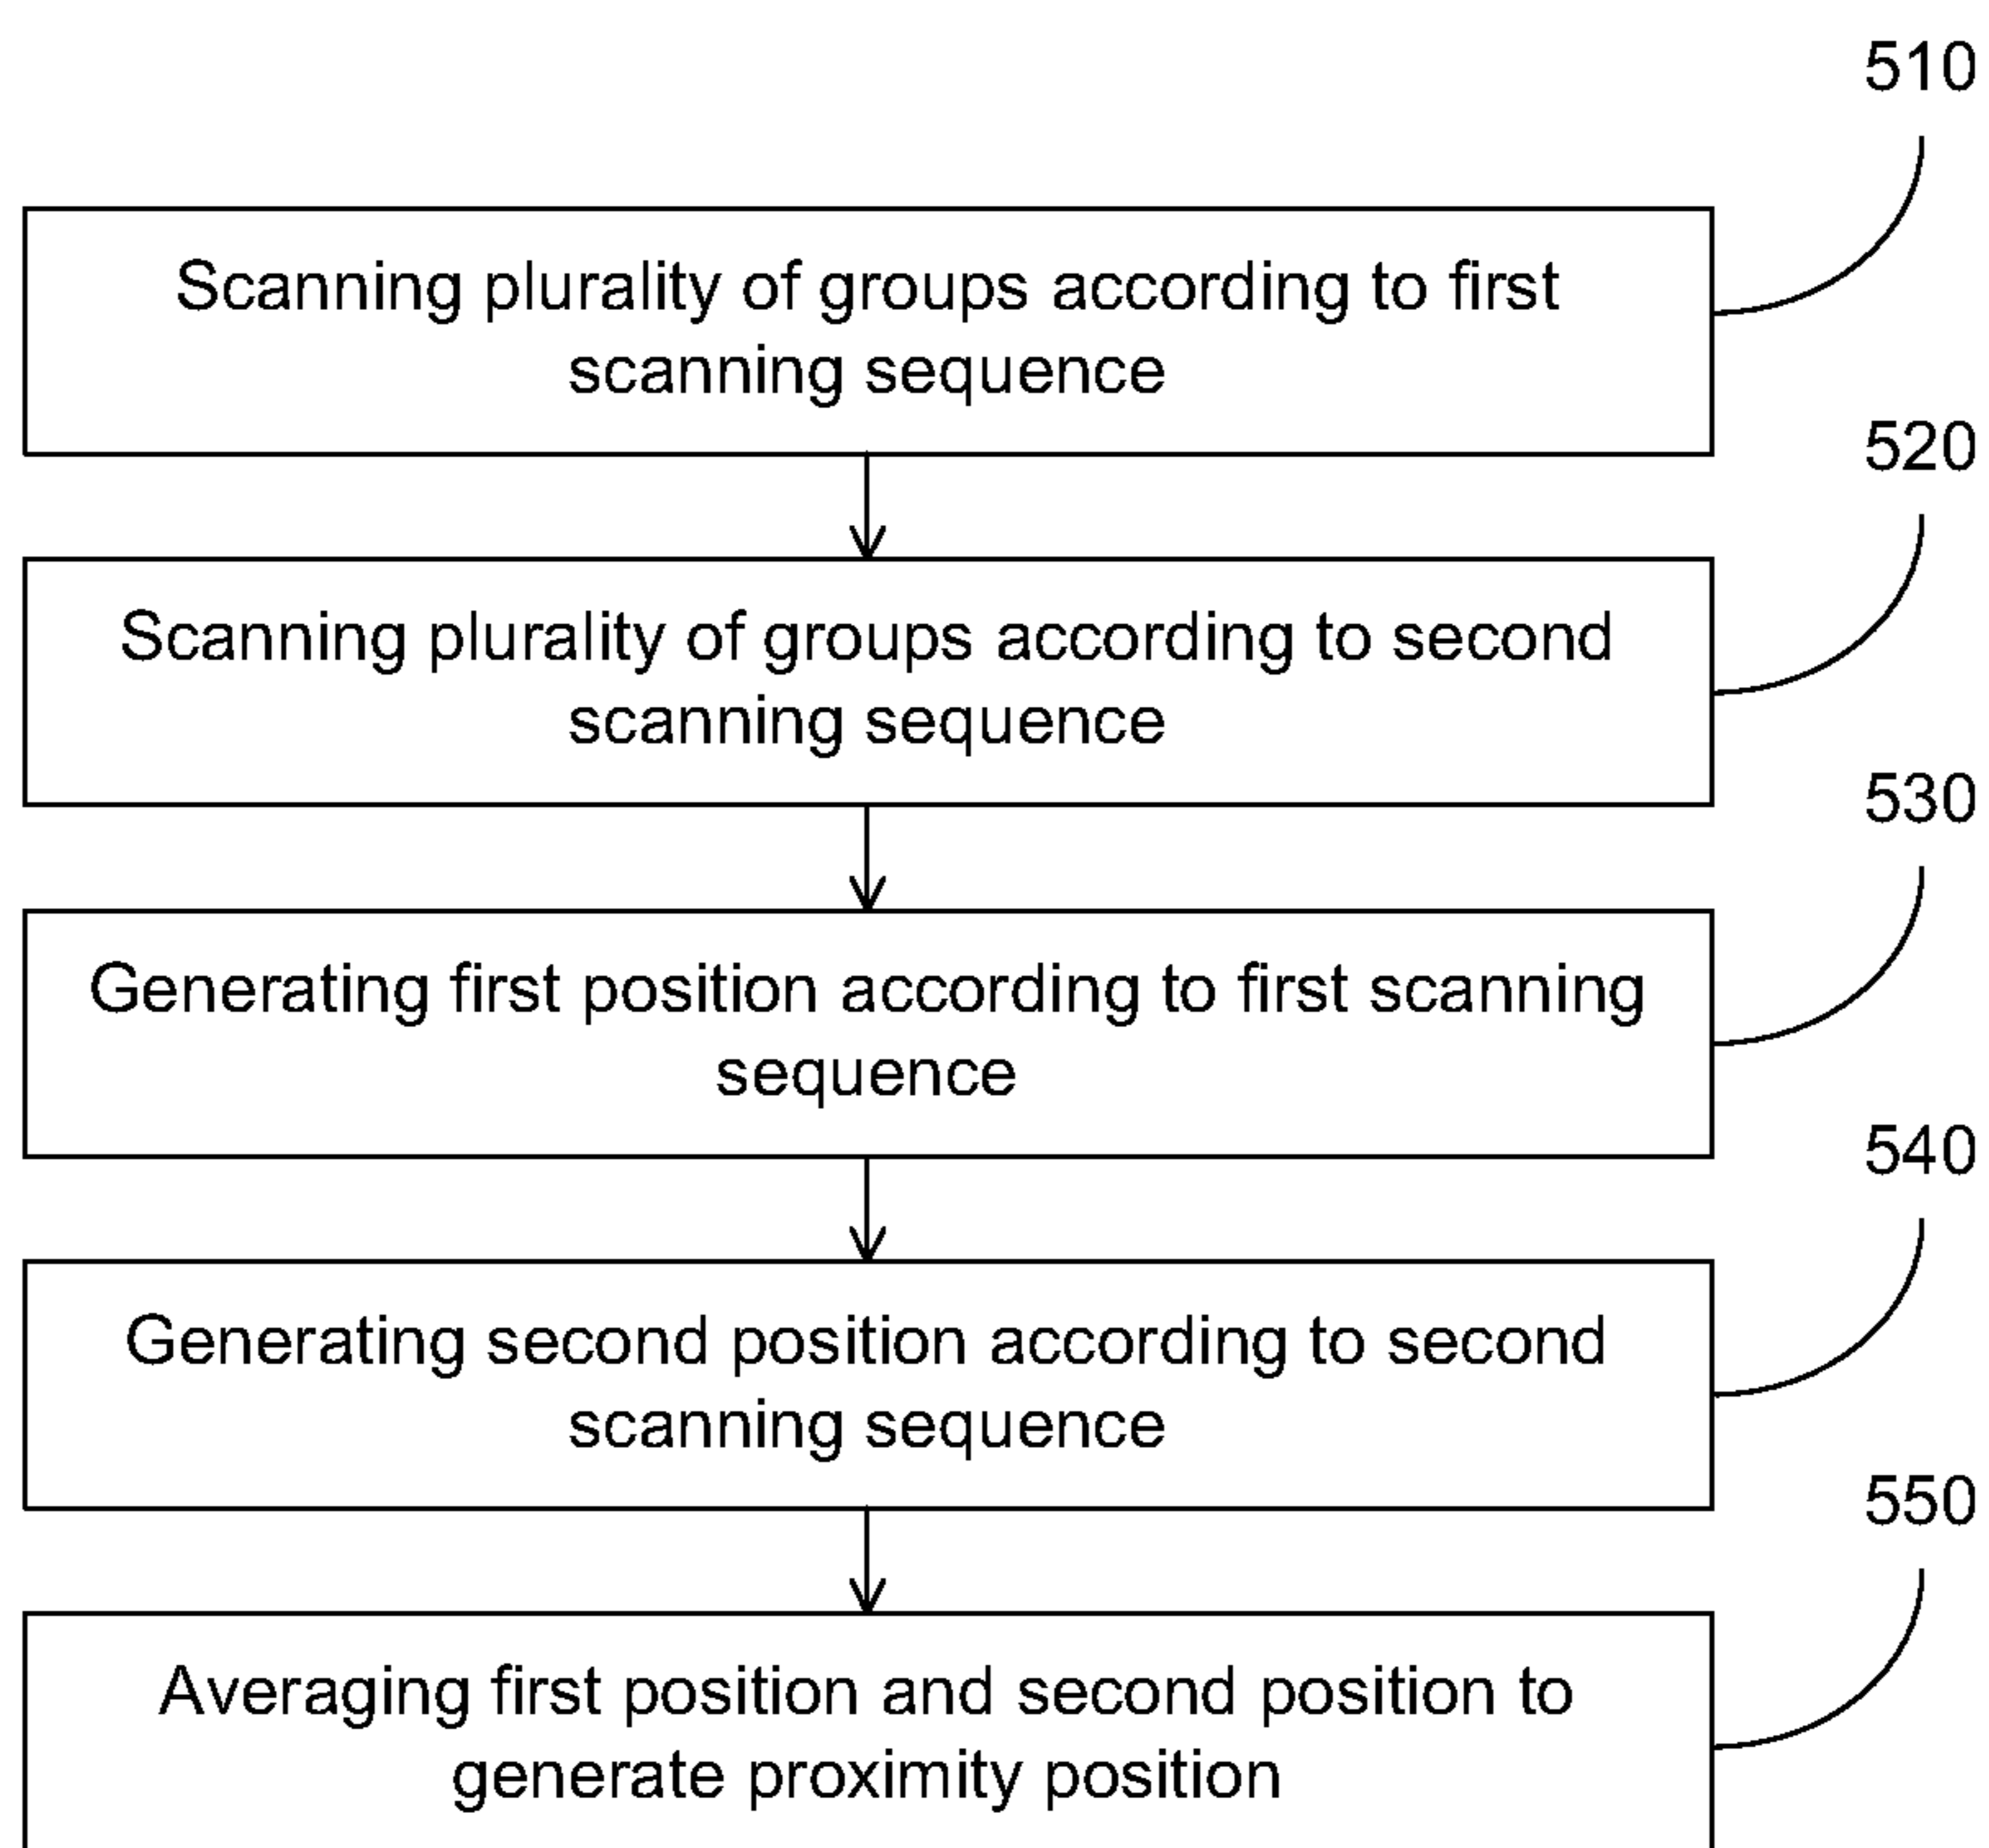 510
Scanning plurality of groups according to first
scanning sequence
520
Scanning plurality of groups according to second
scanning sequence
530
Generating first position according to first scanning
sequence
540
Generating second position according to second
scanning sequence
550
Averaging first position and second position to
generate proximity position